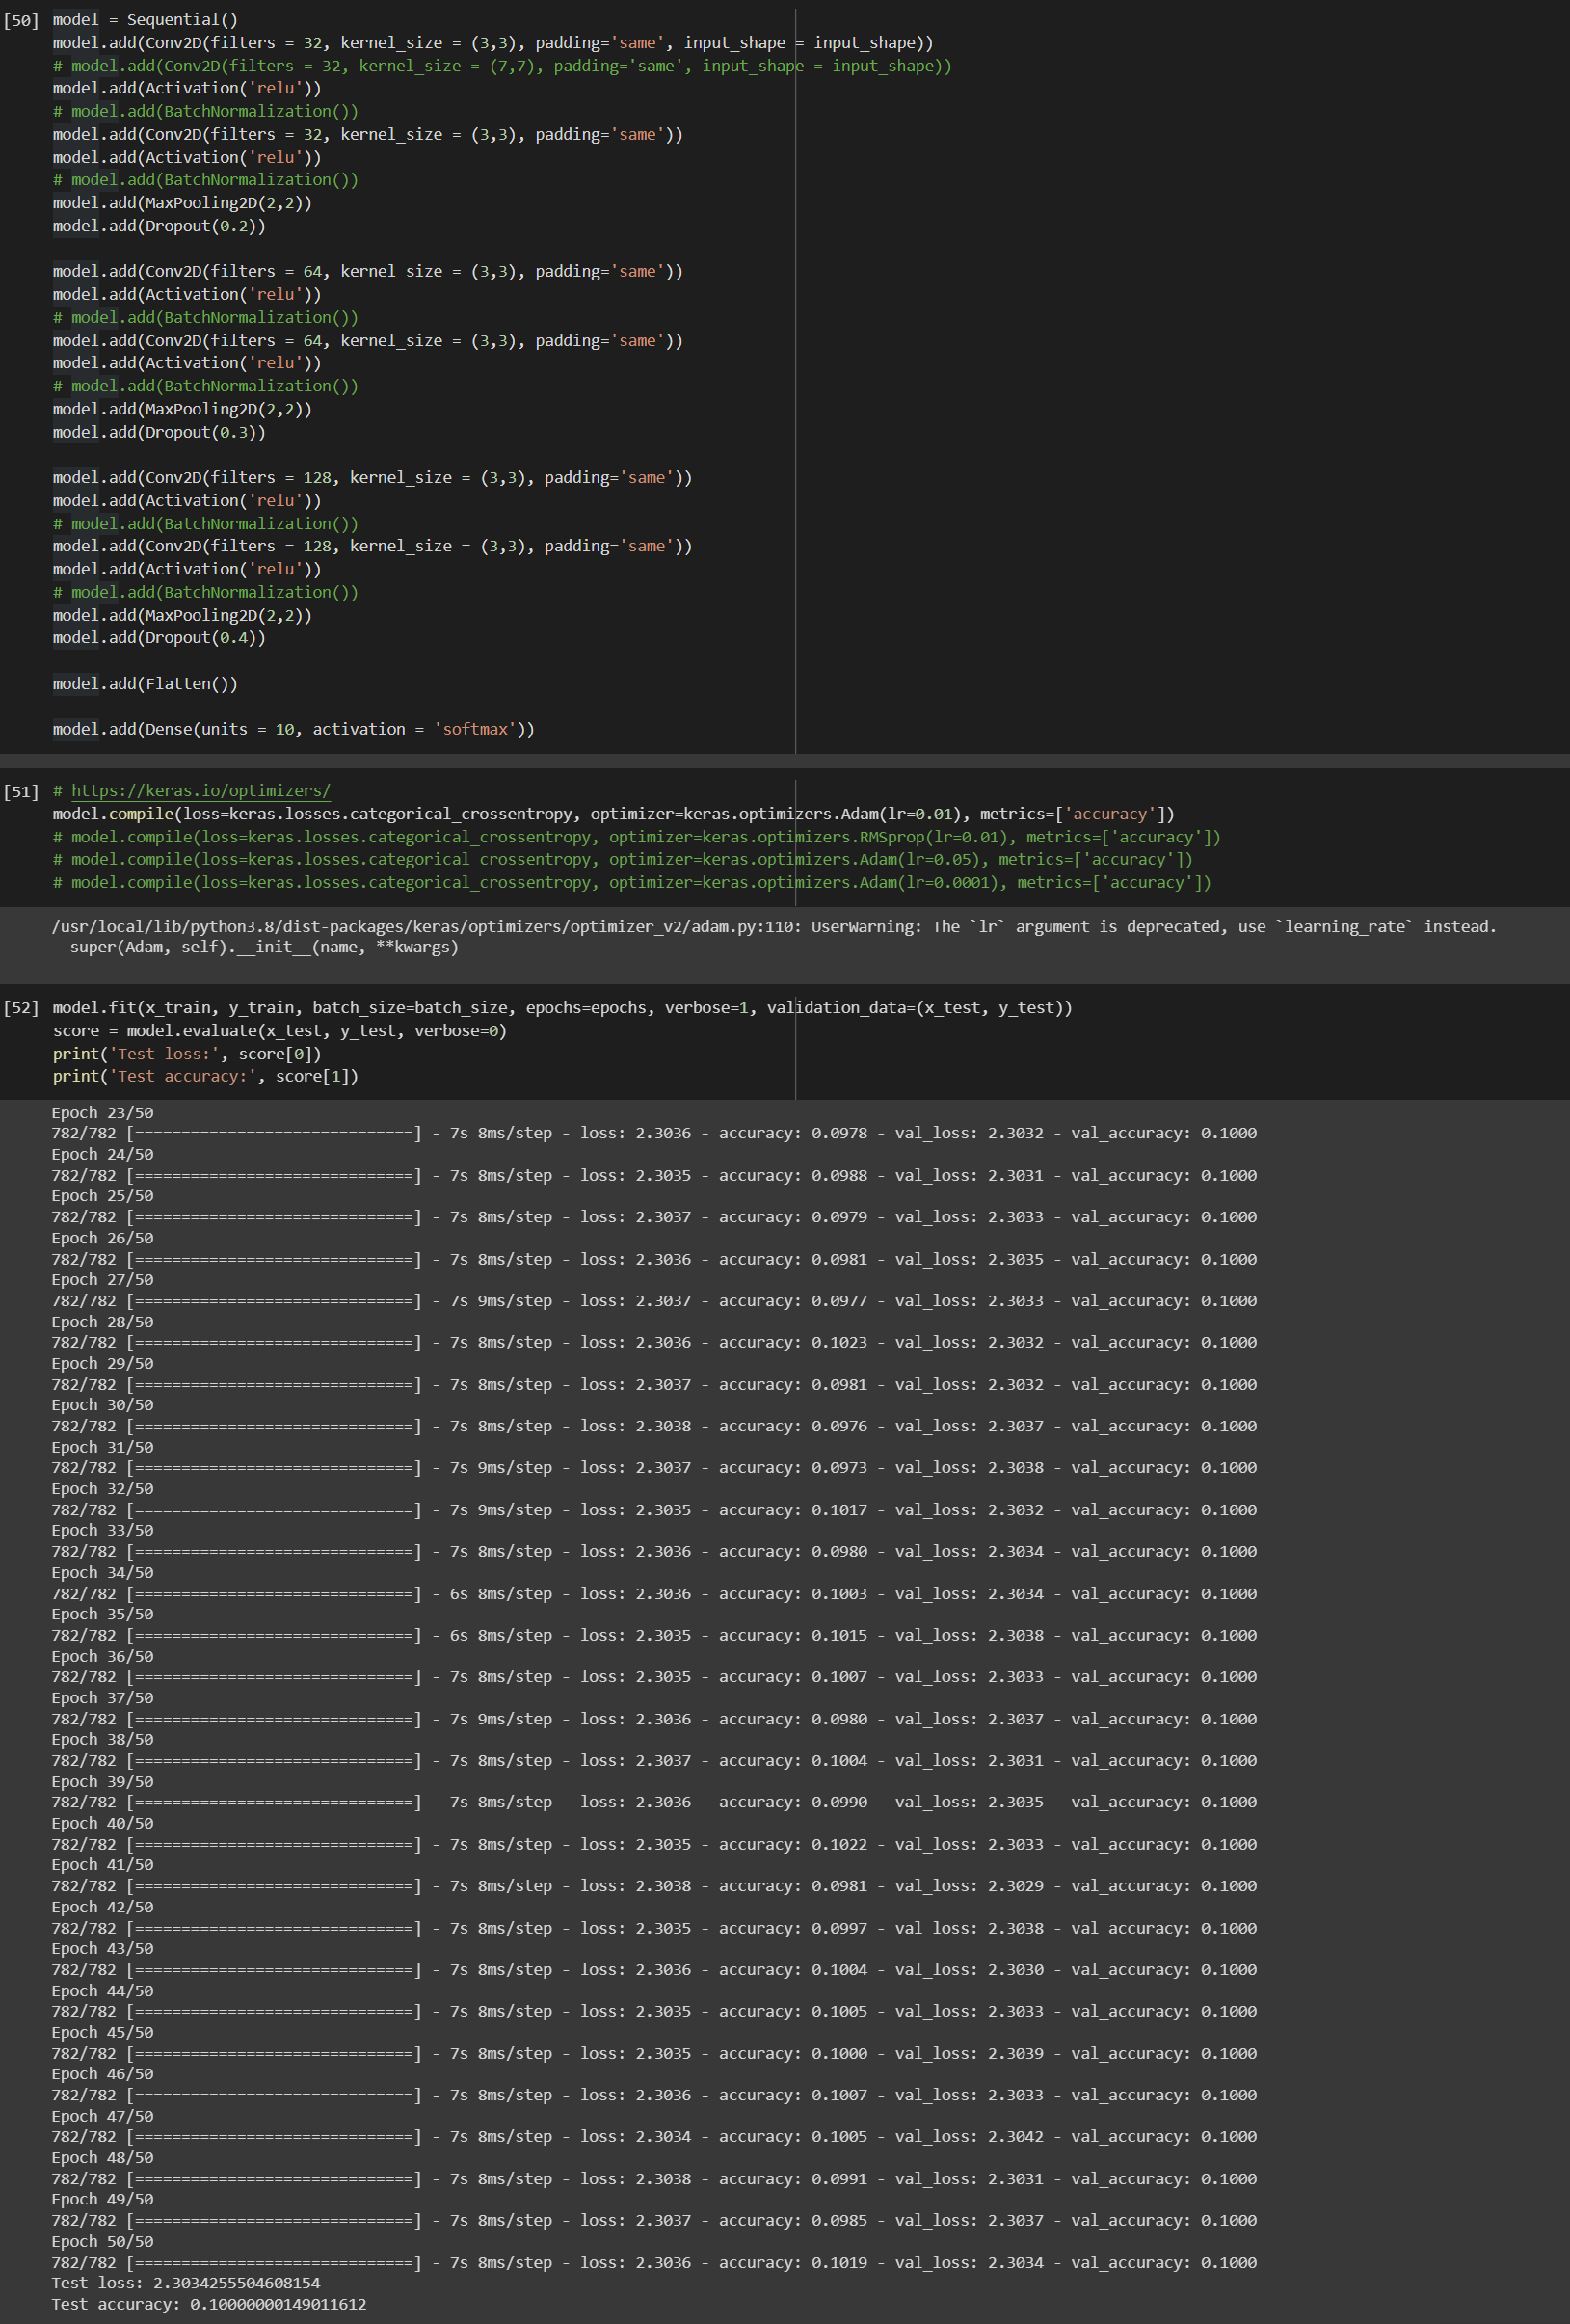 [50] model = Sequential()
model.add(Conv2D(filters = 32, kernel_size = (3,3), padding='same', input_shape = input_shape))
# model.add(Conv2D(filters = 32, kernel_size = (7,7), padding='same', input_shape = input_shape))
model.add(Activation('relu'))
# model.add(BatchNormalization())
model.add(Conv2D(filters = 32, kernel_size = (3,3), padding='same'))
model.add(Activation('relu'))
# model.add(BatchNormalization())
model.add(MaxPooling2D(2,2))
model.add(Dropout(0.2))
model.add(Conv2D(filters = 64, kernel_size = (3,3), padding='same'))
model.add(Activation('relu'))
# model.add(BatchNormalization())
model.add(Conv2D(filters = 64, kernel_size = (3,3), padding='same'))
model.add(Activation('relu'))
# model.add(BatchNormalization())
model.add(MaxPooling2D(2,2))
model.add(Dropout(0.3))
model.add(Conv2D(filters = 128, kernel_size = (3,3), padding='same'))
model.add(Activation('relu'))
# model.add(BatchNormalization())
model.add(Conv2D(filters = 128, kernel_size = (3,3), padding='same'))
model.add(Activation('relu'))
# model.add(BatchNormalization())
model.add(MaxPooling2D(2,2))
model.add(Dropout(0.4))
model.add(Flatten())
model.add(Dense(units = 10, activation = 'softmax'))
[51] # https://keras.io/optimizers/
model.compile(loss=keras.losses.categorical_crossentropy, optimizer=keras.optimizers.Adam(lr=0.01), metrics=['accuracy'])
# model.compile(loss=keras.losses.categorical_crossentropy, optimizer=keras.optimizers.RMSprop(lr=0.01), metrics=['accuracy'])
# model.compile(loss=keras.losses.categorical_crossentropy, optimizer=keras.optimizers.Adam(lr=0.05), metrics=['accuracy'])
# model.compile(loss=keras.losses.categorical_crossentropy, optimizer=keras.optimizers.Adam(lr=0.0001), metrics=['accuracy'])
/usr/local/lib/python3.8/dist-packages/keras/optimizers/optimizer_v2/adam.py:110: UserWarning: The `lr` argument is deprecated, use `learning_rate` instead.
super(Adam, self).__init__(name, **kwargs)
[52] model.fit(x_train, y_train, batch_size=batch_size, epochs=epochs, verbose=1, validation_data=(x_test, y_test))
score = model.evaluate(x_test, y_test, verbose=0)
print('Test loss:', score[0])
print('Test accuracy:', score[1])
Epoch 23/50
782/782 [==============================] - 7s 8ms/step - loss: 2.3036 - accuracy: 0.0978 - val_loss: 2.3032 - val_accuracy: 0.1000
Epoch 24/50
782/782 [==============================] - 7s 8ms/step - loss: 2.3035 - accuracy: 0.0988 - val_loss: 2.3031 - val_accuracy: 0.1000
Epoch 25/50
782/782 [==============================] - 7s 8ms/step - loss: 2.3037 - accuracy: 0.0979 - val_loss: 2.3033 - val_accuracy: 0.1000
Epoch 26/50
782/782 [==============================] - 7s 8ms/step - loss: 2.3036 - accuracy: 0.0981 - val_loss: 2.3035 - val_accuracy: 0.1000
Epoch 27/50
782/782 [==============================] - 7s 9ms/step - loss: 2.3037 - accuracy: 0.0977 - val_loss: 2.3033 - val_accuracy: 0.1000
Epoch 28/50
782/782 [==============================] - 7s 8ms/step - loss: 2.3036 - accuracy: 0.1023 - val_loss: 2.3032 - val_accuracy: 0.1000
Epoch 29/50
782/782 [==============================] - 7s 8ms/step - loss: 2.3037 - accuracy: 0.0981 - val_loss: 2.3032 - val_accuracy: 0.1000
Epoch 30/50
782/782 [==============================] - 7s 8ms/step - loss: 2.3038 - accuracy: 0.0976 - val_loss: 2.3037 - val_accuracy: 0.1000
Epoch 31/50
782/782 [==============================] - 7s 9ms/step - loss: 2.3037 - accuracy: 0.0973 - val_loss: 2.3038 - val_accuracy: 0.1000
Epoch 32/50
782/782 [==============================] - 7s 9ms/step - loss: 2.3035 - accuracy: 0.1017 - val_loss: 2.3032 - val_accuracy: 0.1000
Epoch 33/50
782/782 [==============================] - 7s 8ms/step - loss: 2.3036 - accuracy: 0.0980 - val_loss: 2.3034 - val_accuracy: 0.1000
Epoch 34/50
782/782 [==============================] - 6s 8ms/step - loss: 2.3036 - accuracy: 0.1003 - val_loss: 2.3034 - val_accuracy: 0.1000
Epoch 35/50
782/782 [==============================] - 6s 8ms/step - loss: 2.3035 - accuracy: 0.1015 - val_loss: 2.3038 - val_accuracy: 0.1000
Epoch 36/50
782/782 [==============================] - 7s 8ms/step - loss: 2.3035 - accuracy: 0.1007 - val_loss: 2.3033 - val_accuracy: 0.1000
Epoch 37/50
782/782 [==============================] - 7s 9ms/step - loss: 2.3036 - accuracy: 0.0980 - val_loss: 2.3037 - val_accuracy: 0.1000
Epoch 38/50
782/782 [==============================] - 7s 8ms/step - loss: 2.3037 - accuracy: 0.1004 - val_loss: 2.3031 - val_accuracy: 0.1000
Epoch 39/50
782/782 [==============================] - 7s 8ms/step - loss: 2.3036 - accuracy: 0.0990 - val_loss: 2.3035 - val_accuracy: 0.1000
Epoch 40/50
782/782 [==============================] - 7s 8ms/step - loss: 2.3035 - accuracy: 0.1022 - val_loss: 2.3033 - val_accuracy: 0.1000
Epoch 41/50
782/782 [==============================] - 7s 8ms/step - loss: 2.3038 - accuracy: 0.0981 - val_loss: 2.3029 - val_accuracy: 0.1000
Epoch 42/50
782/782 [==============================] - 7s 8ms/step - loss: 2.3035 - accuracy: 0.0997 - val_loss: 2.3038 - val_accuracy: 0.1000
Epoch 43/50
782/782 [==============================] - 7s 8ms/step - loss: 2.3036 - accuracy: 0.1004 - val_loss: 2.3030 - val_accuracy: 0.1000
Epoch 44/50
782/782 [==============================] - 7s 8ms/step - loss: 2.3035 - accuracy: 0.1005 - val_loss: 2.3033 - val_accuracy: 0.1000
Epoch 45/50
782/782 [==============================] - 7s 8ms/step - loss: 2.3035 - accuracy: 0.1000 - val_loss: 2.3039 - val_accuracy: 0.1000
Epoch 46/50
782/782 [==============================] - 7s 8ms/step - loss: 2.3036 - accuracy: 0.1007 - val_loss: 2.3033 - val_accuracy: 0.1000
Epoch 47/50
782/782 [==============================] - 7s 8ms/step - loss: 2.3034 - accuracy: 0.1005 - val_loss: 2.3042 - val_accuracy: 0.1000
Epoch 48/50
782/782 [==============================] - 7s 8ms/step - loss: 2.3038 - accuracy: 0.0991 - val_loss: 2.3031 - val_accuracy: 0.1000
Epoch 49/50
782/782 [==============================] - 7s 8ms/step - loss: 2.3037 - accuracy: 0.0985 - val_loss: 2.3037 - val_accuracy: 0.1000
Epoch 50/50
782/782 [==============================] - 7s 8ms/step - loss: 2.3036 - accuracy: 0.1019 - val_loss: 2.3034 - val_accuracy: 0.1000
Test loss: 2.3034255504608154
Test accuracy: 0.10000000149011612